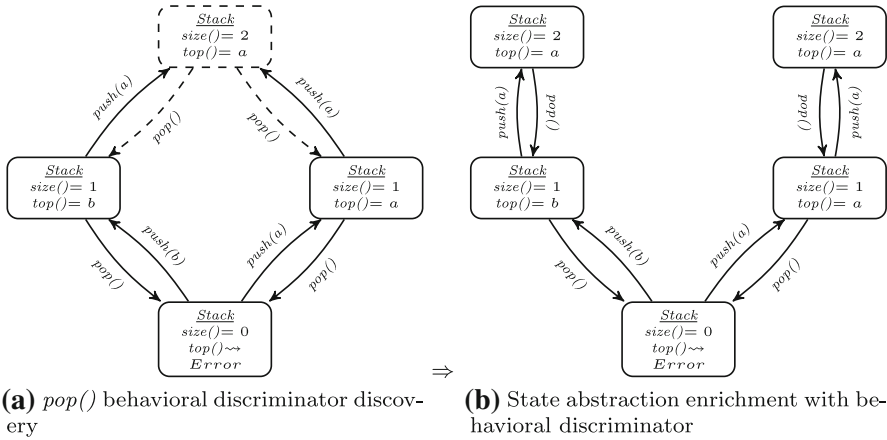 Stack
size()= 2
top()= a
push(a)
pop()
pop()
push(a)
Stack
size()= 1
top()= b
Stack
size()= 1
top()= a
pop()
push(b)
push(a)
pop()
Stack
size()= 0
top()⇝
Error
(a) pop() behavioral discriminator discov-
ery
⇒
Stack
size()= 2
top()= a
Stack
size()= 2
top()= a
push(a)
pop()
pop()
push(a)
Stack
size()= 1
top()= b
Stack
size()= 1
top()= a
pop()
push(b)
push(a)
pop()
Stack
size()= 0
top()⇝
Error
(b) State abstraction enrichment with be-
havioral discriminator